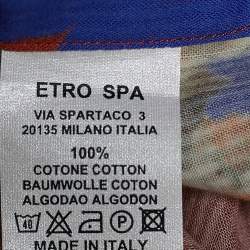 ETRO SPA
VIA SPARTACO 3
20135 MILANO ITALIA
100%
COTONE COTTON
BAUMWOLLE COTON
ALGODAO ALGODON
40 A P
MADE IN ITALY